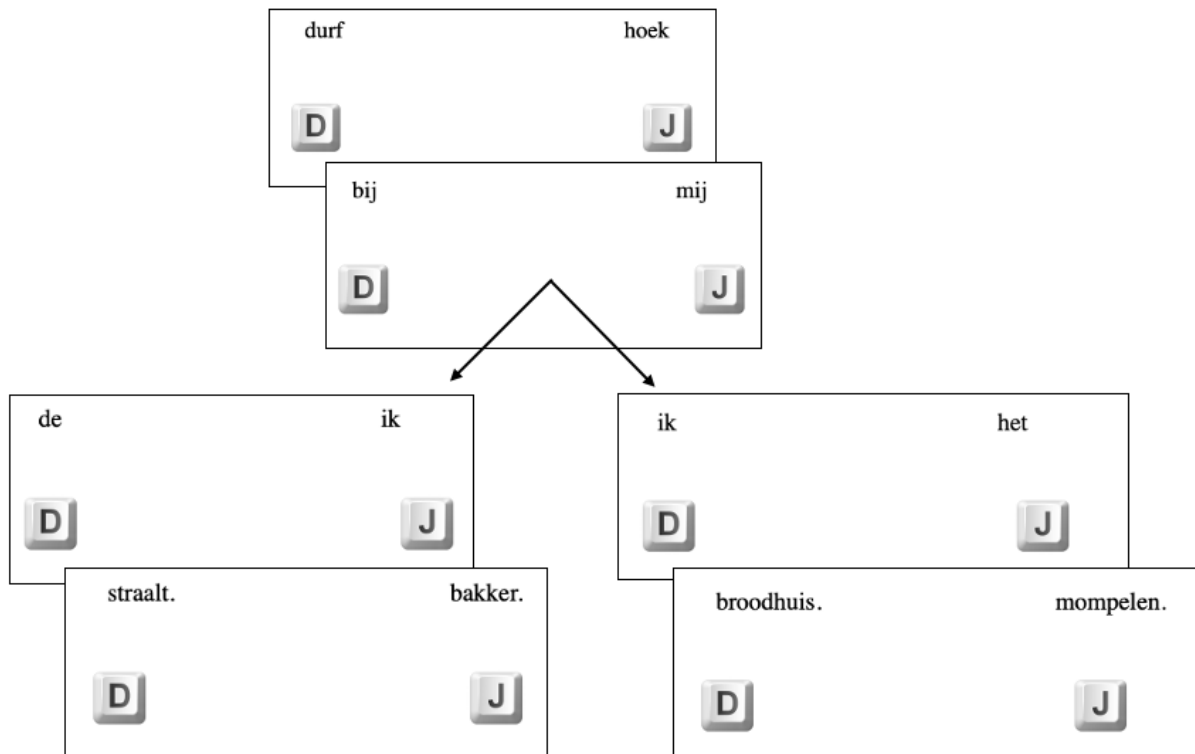 durf hoek
D J
bij mij
D J
de ik
D J
straalt. bakker.
D J
ik het
D J
broodhuis. mompelen.
D J